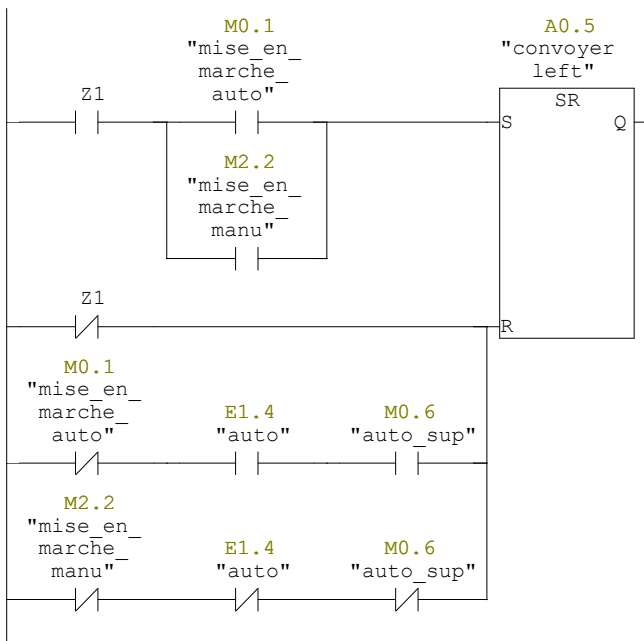 M0.1
"mise_en_
marche_
auto"
A0.5
"convoyer
left"
Z1
SR
S
Q
M2.2
"mise_en_
marche_
manu"
Z1
R
M0.1
"mise_en_
marche_
auto"
E1.4
"auto"
M0.6
"auto_sup"
M2.2
"mise_en_
marche_
manu"
E1.4
"auto"
M0.6
"auto_sup"